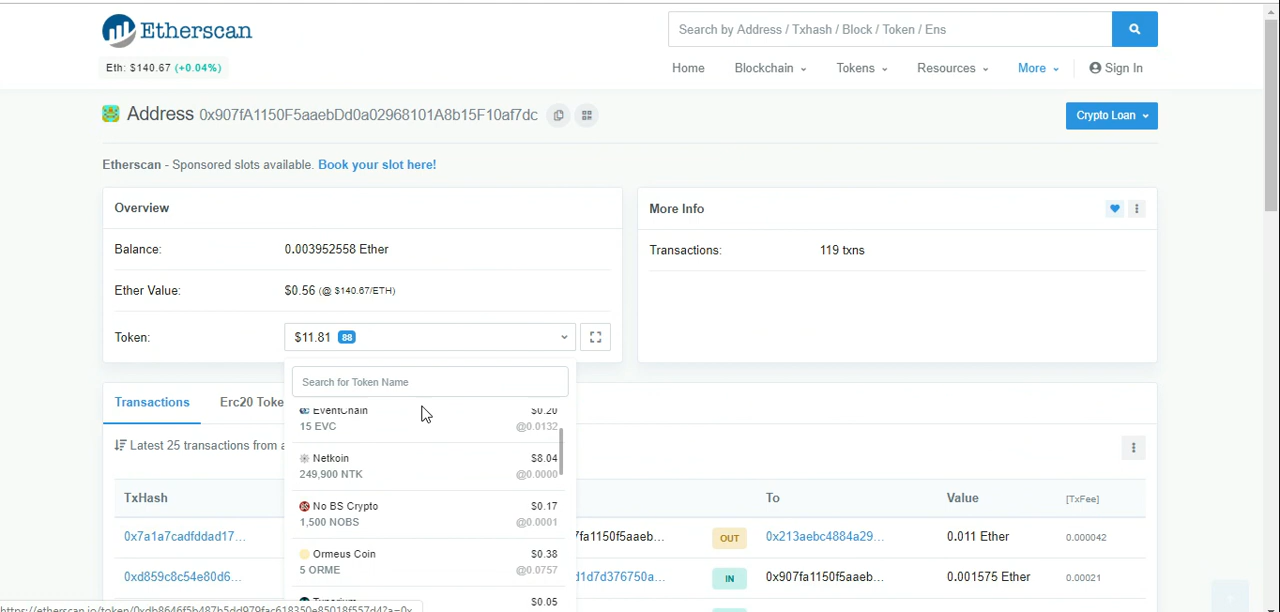 Etherscan
Search by Address / Txhash / Block / Token / Ens
Eth: $140.67 (+0.04%)
Home Blockchain Tokens Resources More Sign In
Address 0x907fA1150F5aaebDd0a02968101A8b15F10af7dc
Crypto Loan
Etherscan - Sponsored slots available. Book your slot here!
Overview
More Info
Balance: 0.003952558 Ether
Transactions: 119 txns
Ether Value: $0.56 (@ $140.67/ETH)
Token: $11.81 88
Search for Token Name
Transactions Erc20 Toke
EventChain $0.20
15 EVC @0.0132
Latest 25 transactions from a
Netkoin $8.04
249,900 NTK @0.0000
TxHash To Value [TxFee]
No BS Crypto $0.17
1,500 NOBS @0.0001
0x7a1a7cadfddad17... 7fa1150f5aaeb... OUT 0x213aebc4884a29... 0.011 Ether 0.000042
Ormeus Coin $0.38
5 ORME @0.0757
0xd859c8c54e80d6... d1d7d376750a... IN 0x907fa1150f5aaeb... 0.001575 Ether 0.00021
$0.05